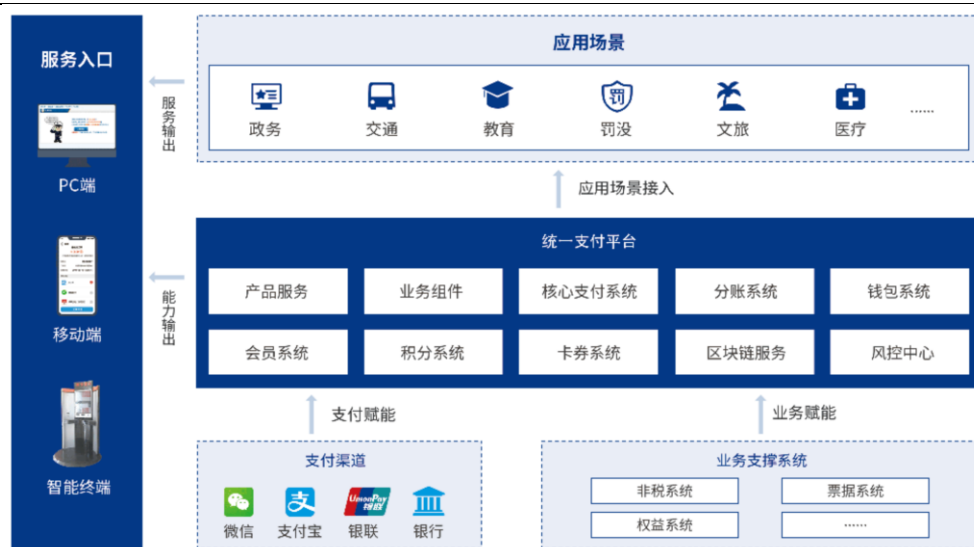 服务入口
PC端
移动端
智能终端
服务输出
能力输出
应用场景
政务
交通
教育
罚
罚没
文旅
医疗
......
应用场景接入
统一支付平台
产品服务
业务组件
核心支付系统
分账系统
钱包系统
会员系统
积分系统
卡券系统
区块链服务
风控中心
支付赋能
业务赋能
支付渠道
支
UnionPay
银联
微信
支付宝
银联
银行
业务支撑系统
非税系统
票据系统
权益系统
......